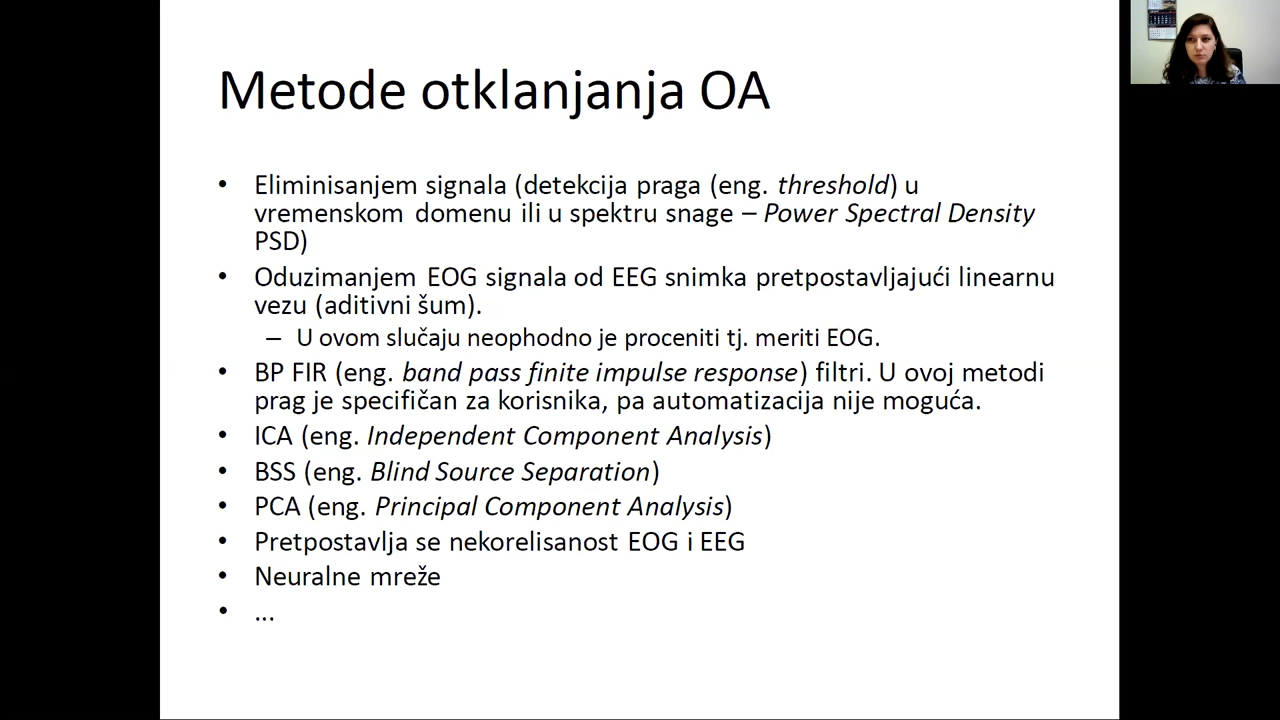 Metode otklanjanja OA
• Eliminisanjem signala (detekcija praga (eng. threshold) u
vremenskom domenu ili u spektru snage – Power Spectral Density
PSD)
• Oduzimanjem EOG signala od EEG snimka pretpostavljajući linearnu
vezu (aditivni šum).
– U ovom slučaju neophodno je proceniti tj. meriti EOG.
• BP FIR (eng. band pass finite impulse response) filtri. U ovoj metodi
prag je specifičan za korisnika, pa automatizacija nije moguća.
• ICA (eng. Independent Component Analysis)
• BSS (eng. Blind Source Separation)
• PCA (eng. Principal Component Analysis)
• Pretpostavlja se nekorelisanost EOG i EEG
• Neuralne mreže
• ...